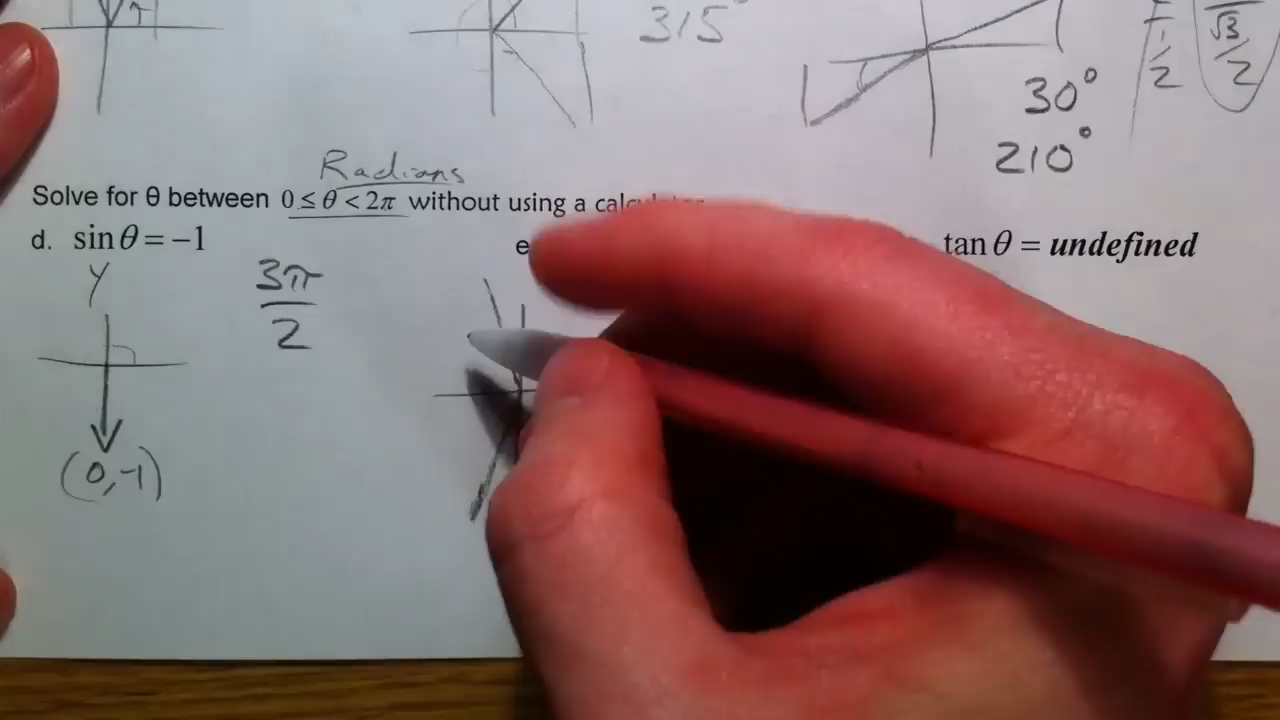 315°
30°
210°
1/2
√3/2
Radians
Solve for θ between 0 ≤ θ < 2π without using a
d. sin θ = −1
e
tan θ = undefined
y
3π/2
(0,-1)